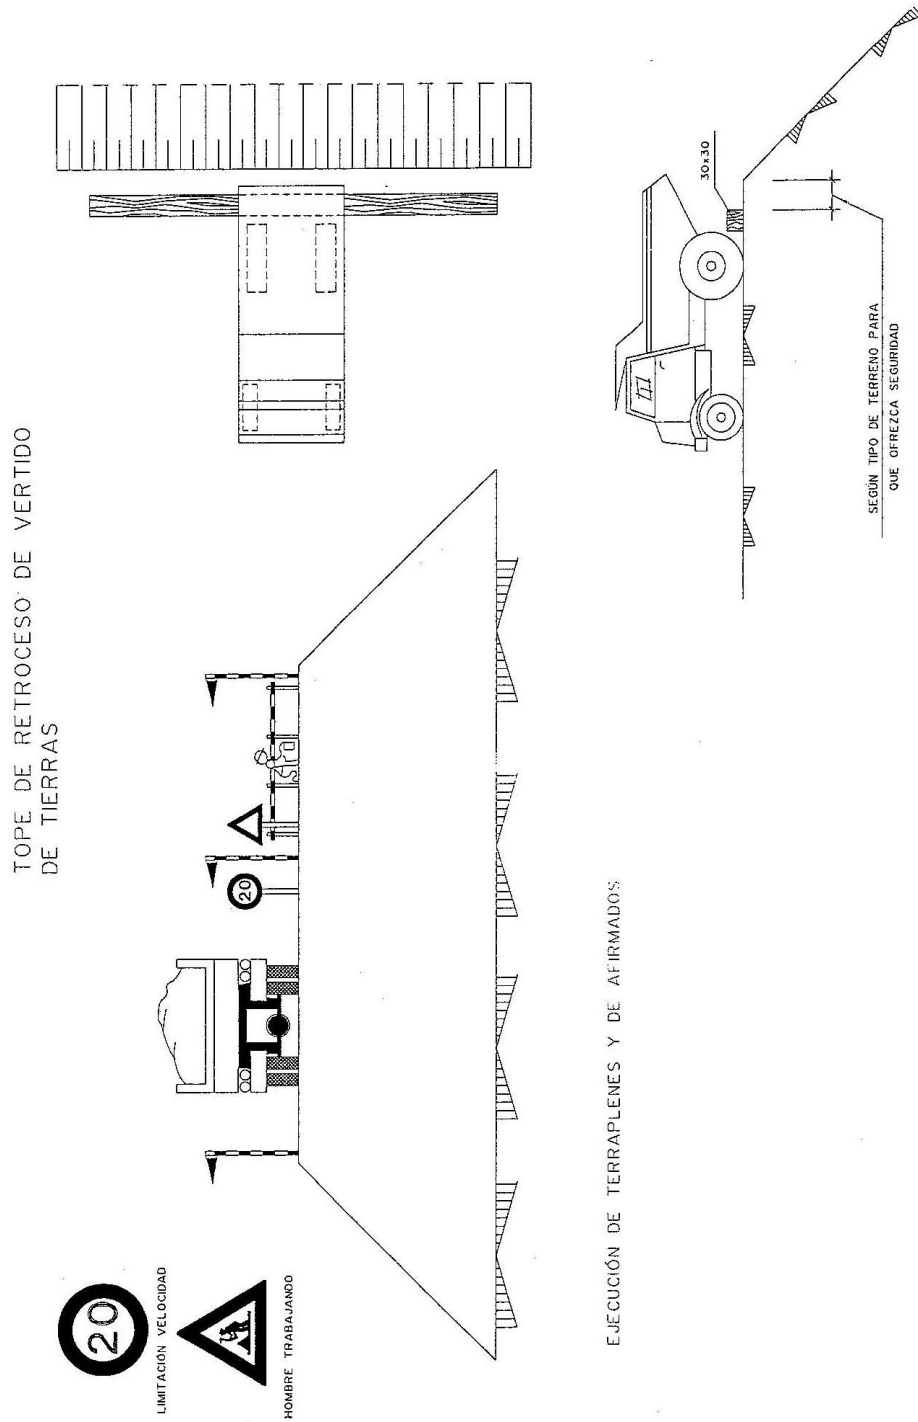 TOPE DE RETROCESO DE VERTIDO
DE TIERRAS
20
LIMITACIÓN VELOCIDAD
HOMBRE TRABAJANDO
20
30x30
SEGÚN TIPO DE TERRENO PARA
QUE OFREZCA SEGURIDAD
EJECUCIÓN DE TERRAPLENES Y DE AFIRMADOS